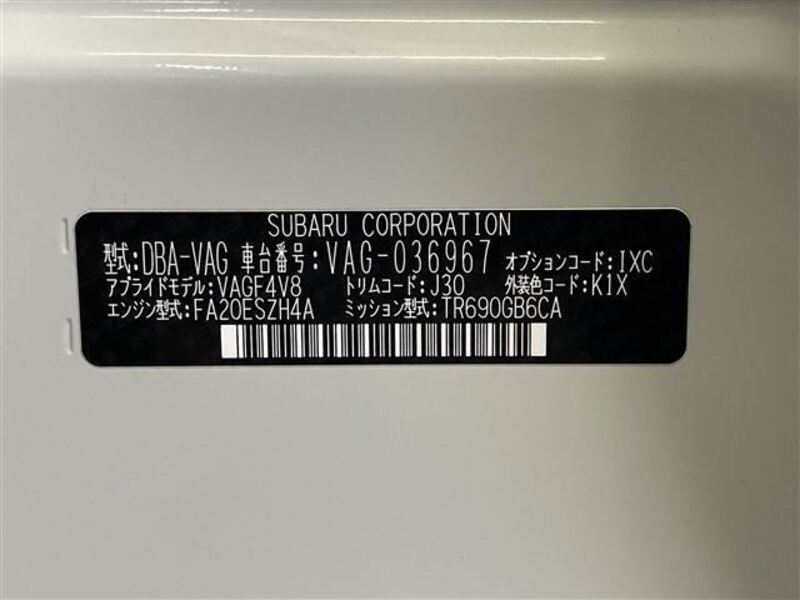 SUBARU CORPORATION
型式:DBA-VAG 車台番号:VAG-036967 オプションコード:IXC
アプライドモデル:VAGF4V8 トリムコード:J30 外装色コード:K1X
エンジン型式:FA20ESZH4A ミッション型式:TR690GB6CA